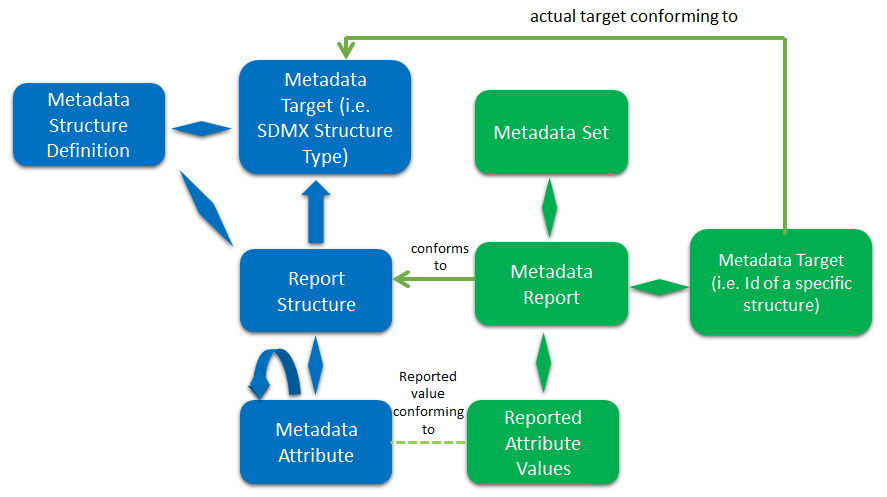 actual target conforming to
Metadata
Structure
Definition
Metadata
Target (i.e.
SDMX Structure
Type)
Metadata Set
Report
Structure
conforms
to
Metadata
Report
Metadata Target
(i.e. Id of a specific
structure)
Metadata
Attribute
Reported
value
conforming
to
Reported
Attribute
Values